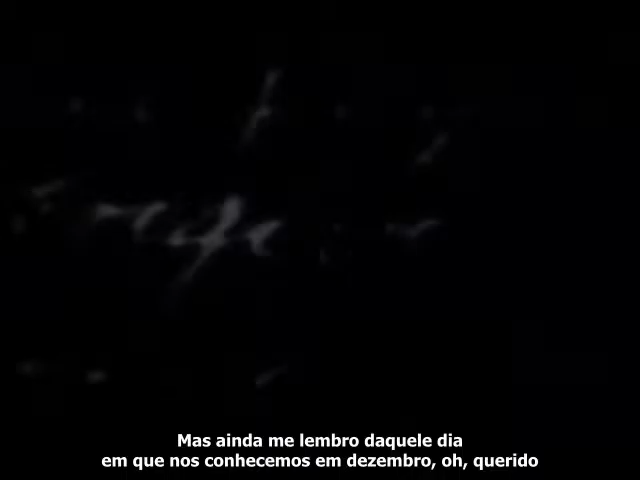 Mas ainda me lembro daquele dia
em que nos conhecemos em dezembro, oh, querido